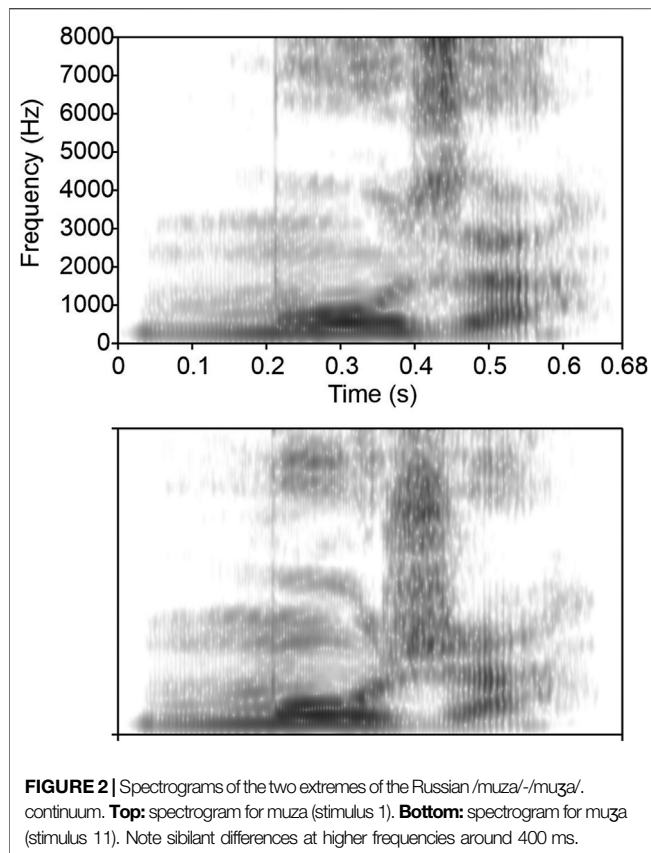 8000
7000
6000
5000
4000
3000
2000
1000
0
Frequency (Hz)
0 0.1 0.2 0.3 0.4 0.5 0.6 0.68
Time (s)
FIGURE 2 | Spectrograms of the two extremes of the Russian /muza/-/muʒa/.
continuum. Top: spectrogram for muza (stimulus 1). Bottom: spectrogram for muʒa
(stimulus 11). Note sibilant differences at higher frequencies around 400 ms.